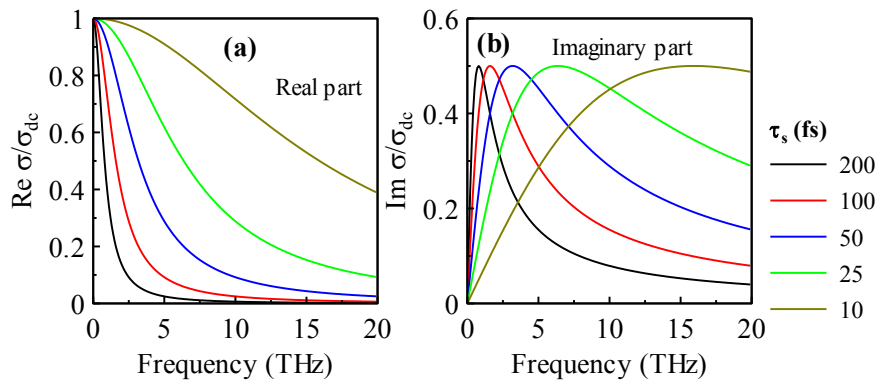 (a)
Real part
1
0.8
0.6
0.4
0.2
0
0 5 10 15 20
Frequency (THz)
Re σ/σdc
(b) Imaginary part
0.6
0.4
0.2
0
0 5 10 15 20
Frequency (THz)
Im σ/σdc
τs (fs)
200
100
50
25
10